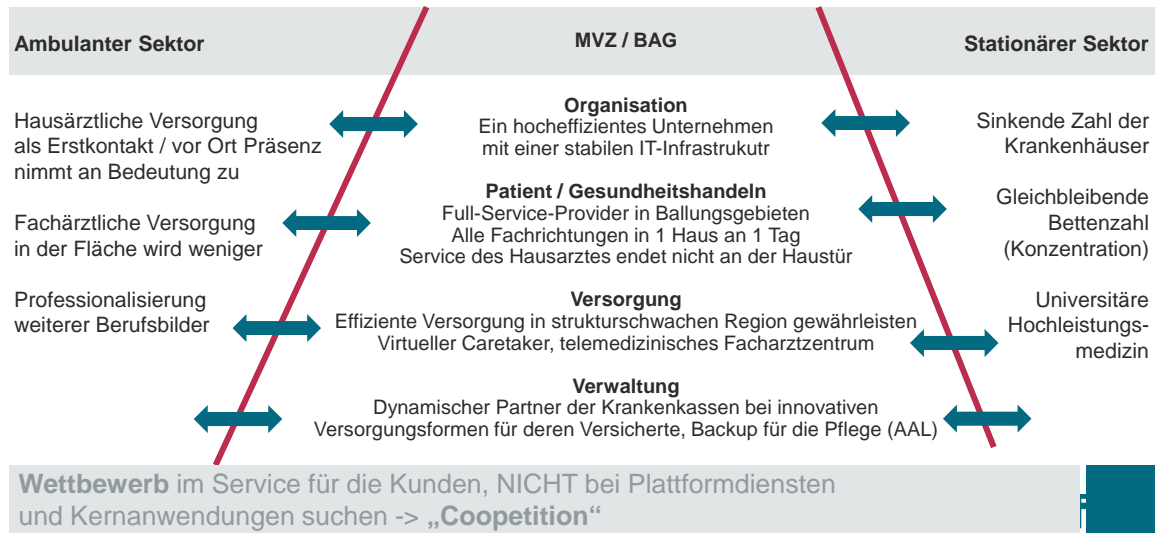 Ambulanter Sektor
MVZ / BAG
Stationärer Sektor
Hausärztliche Versorgung
als Erstkontakt / vor Ort Präsenz
nimmt an Bedeutung zu
Fachärztliche Versorgung
in der Fläche wird weniger
Professionalisierung
weiterer Berufsbilder
Organisation
Ein hocheffizientes Unternehmen
mit einer stabilen IT-Infrastrukutr
Patient / Gesundheitshandeln
Full-Service-Provider in Ballungsgebieten
Alle Fachrichtungen in 1 Haus an 1 Tag
Service des Hausarztes endet nicht an der Haustür
Versorgung
Effiziente Versorgung in strukturschwachen Region gewährleisten
Virtueller Caretaker, telemedizinisches Facharztzentrum
Verwaltung
Dynamischer Partner der Krankenkassen bei innovativen
Versorgungsformen für deren Versicherte, Backup für die Pflege (AAL)
Sinkende Zahl der
Krankenhäuser
Gleichbleibende
Bettenzahl
(Konzentration)
Universitäre
Hochleistungs-
medizin
Wettbewerb im Service für die Kunden, NICHT bei Plattformdiensten
und Kernanwendungen suchen -> „Coopetition“